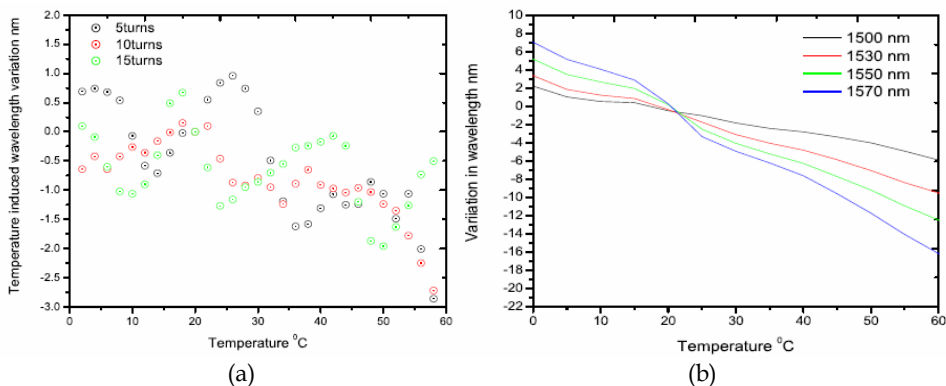 2.0
1.5
1.0
0.5
0.0
-0.5
-1.0
-1.5
-2.0
-2.5
-3.0
Temperature induced wavelength variation nm
5turns
10turns
15turns
0 10 20 30 40 50 60
Temperature ⁰C
(a)
10
8
6
4
2
0
-2
-4
-6
-8
-10
-12
-14
-16
-18
-20
-22
Variiation in wavelength nm
1500 nm
1530 nm
1550 nm
1570 nm
0 10 20 30 40 50 60
Temperature ⁰C
(b)